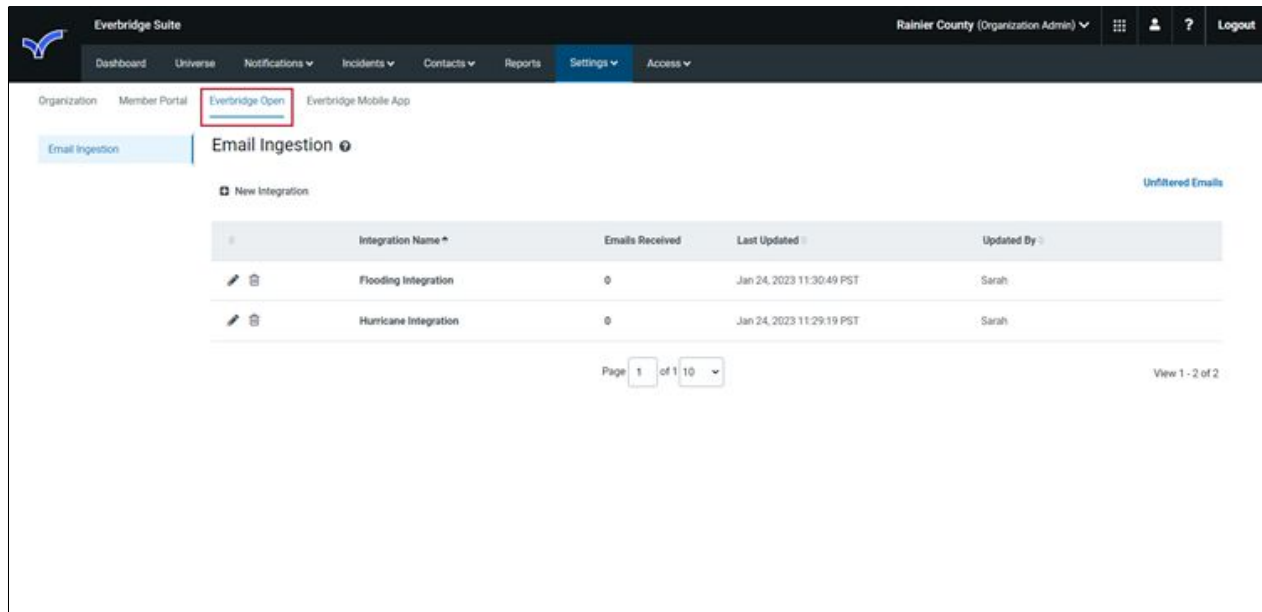 Everbridge Suite
Rainier County (Organization Admin)
?
Logout
Dashboard Universe Notifications Incidents Contacts Reports Settings Access
Organization Member Portal Everbridge Open Everbridge Mobile App
Email Ingestion
Email Ingestion ?
New Integration
Unfiltered Emails
Integration Name Emails Received Last Updated Updated By
Flooding Integration 0 Jan 24, 2023 11:30:49 PST Sarah
Hurricane Integration 0 Jan 24, 2023 11:29:19 PST Sarah
Page 1 of 1 10
View 1 - 2 of 2